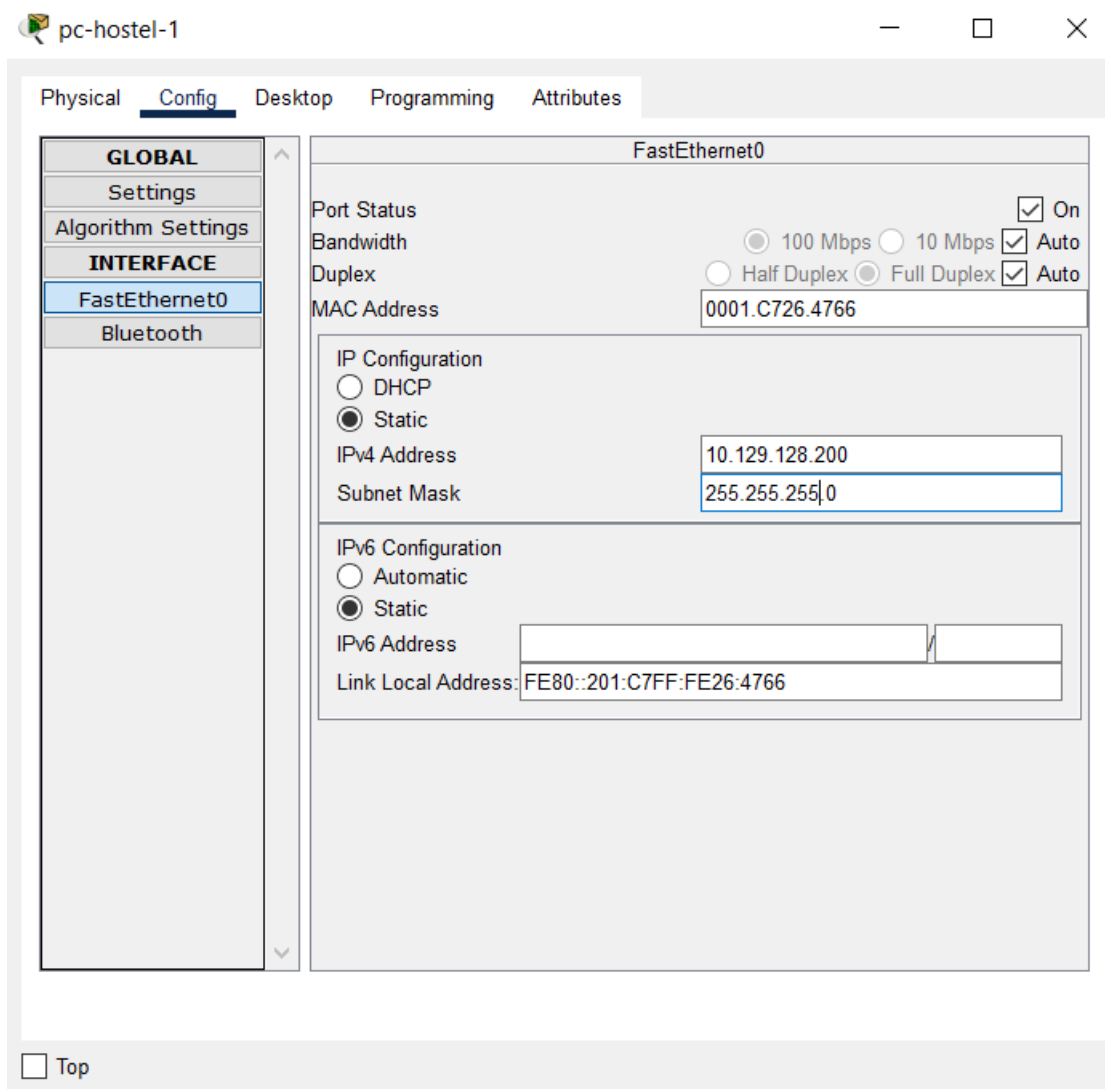 pc-hostel-1
Physical Config Desktop Programming Attributes
GLOBAL
Settings
Algorithm Settings
INTERFACE
FastEthernet0
Bluetooth
FastEthernet0
Port Status On
Bandwidth 100 Mbps 10 Mbps Auto
Duplex Half Duplex Full Duplex Auto
MAC Address 0001.C726.4766
IP Configuration
DHCP
Static
IPv4 Address 10.129.128.200
Subnet Mask 255.255.255.0
IPv6 Configuration
Automatic
Static
IPv6 Address /
Link Local Address: FE80::201:C7FF:FE26:4766
Top